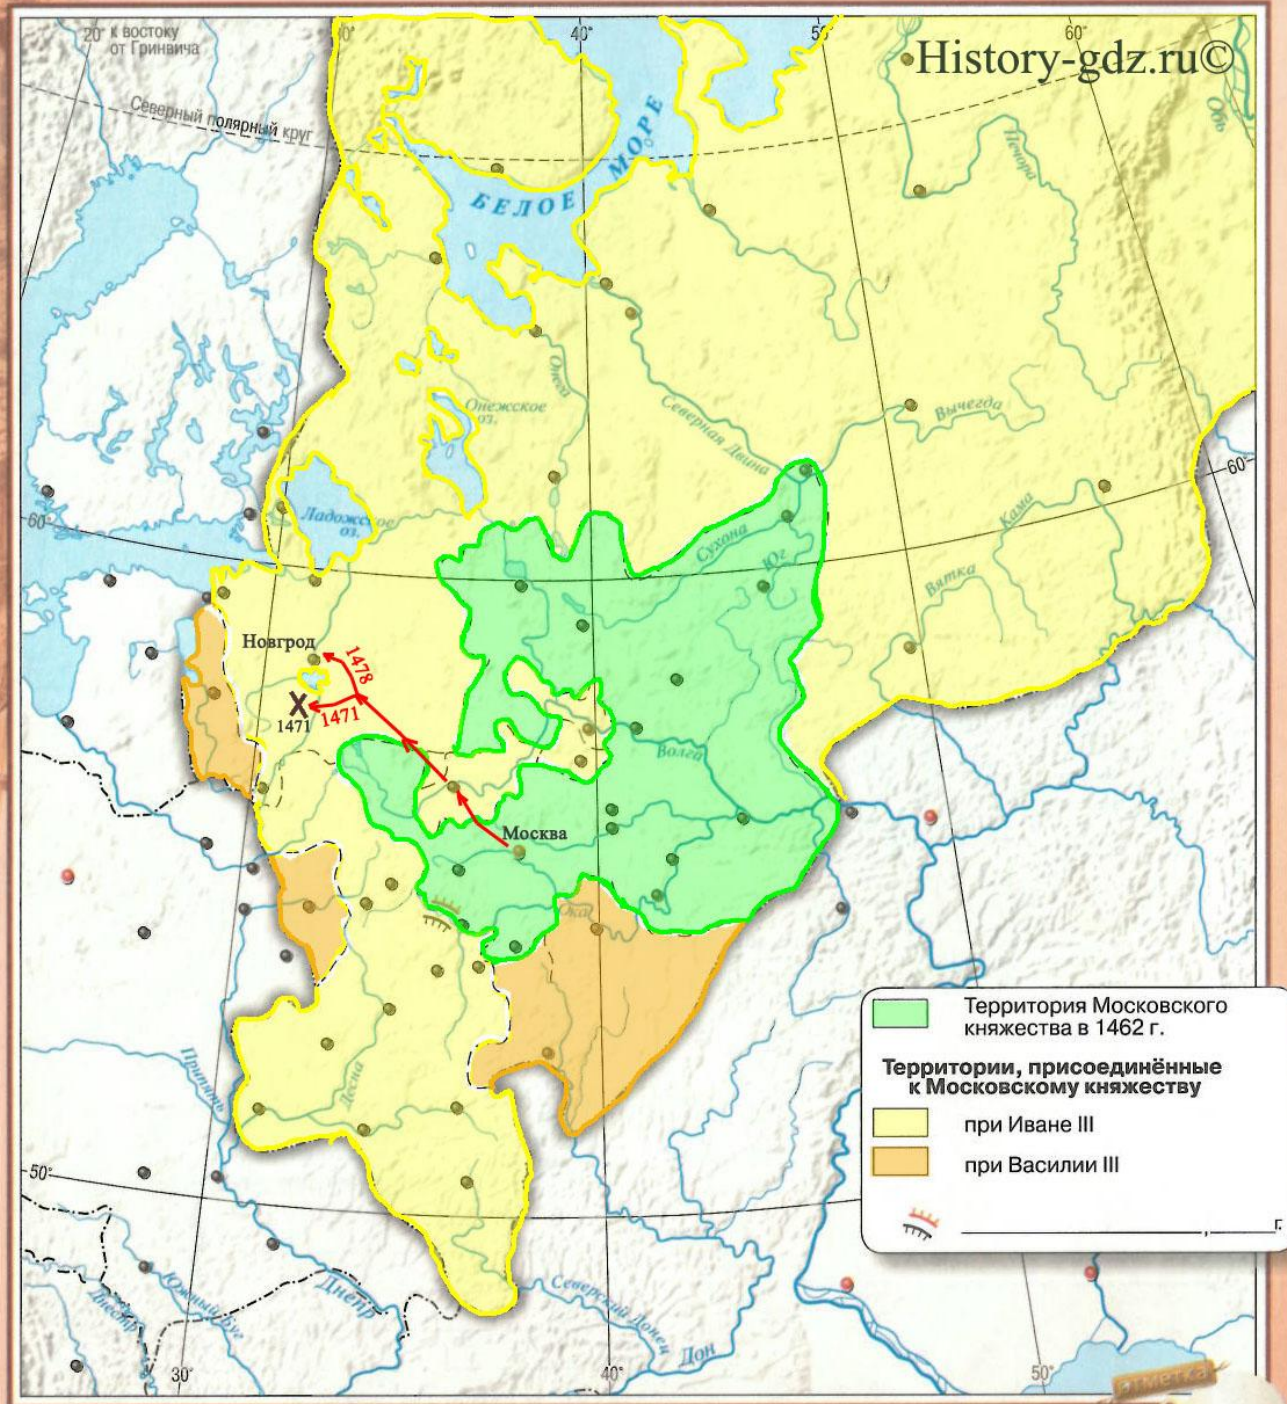 20° к востоку
от Гринвича
40°
60°
History-gdz.ru©
Северный полярный круг
Обь
Печора
БЕЛОЕ МОРЕ
Онега
Онежское
оз.
Северная Двина
Вычегда
60°
Кама
Ладожское
оз.
60°
Сухона
Юг
Вятка
Новгрод
1478
1471
1471
Волга
Москва
Ока
Территория Московского
княжества в 1462 г.
Территории, присоединённые
к Московскому княжеству
при Иване III
при Василии III
г.
Припять
Десна
50°
Днестр
Южный Буг
Днепр
Северский Донец
Дон
30°
40°
50°
отметка